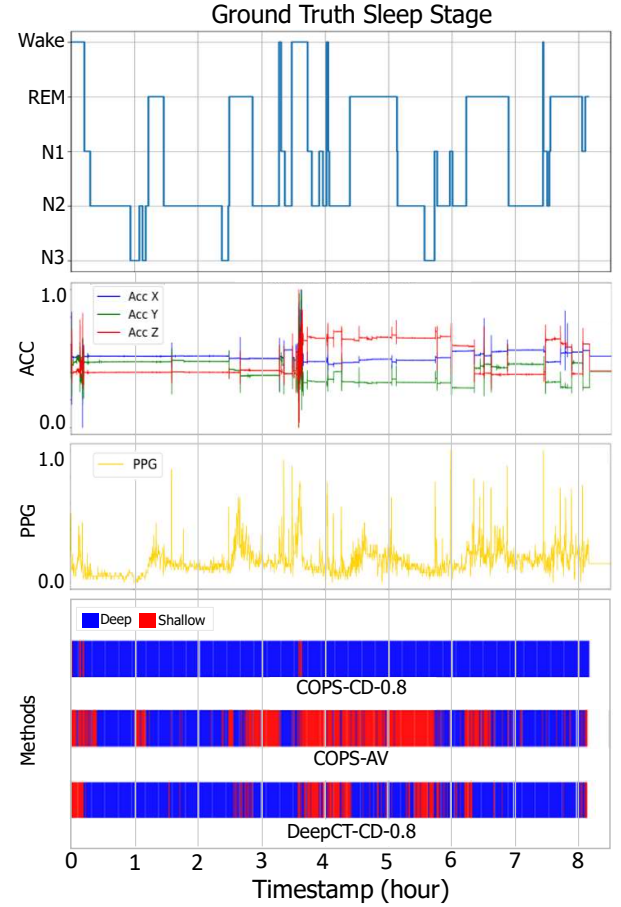 Ground Truth Sleep Stage
Wake
REM
N1
N2
N3
1.0
Acc X
Acc Y
Acc Z
ACC
0.0
1.0
PPG
PPG
0.0
Deep Shallow
COPS-CD-0.8
Methods
COPS-AV
DeepCT-CD-0.8
0 1 2 3 4 5 6 7 8
Timestamp (hour)